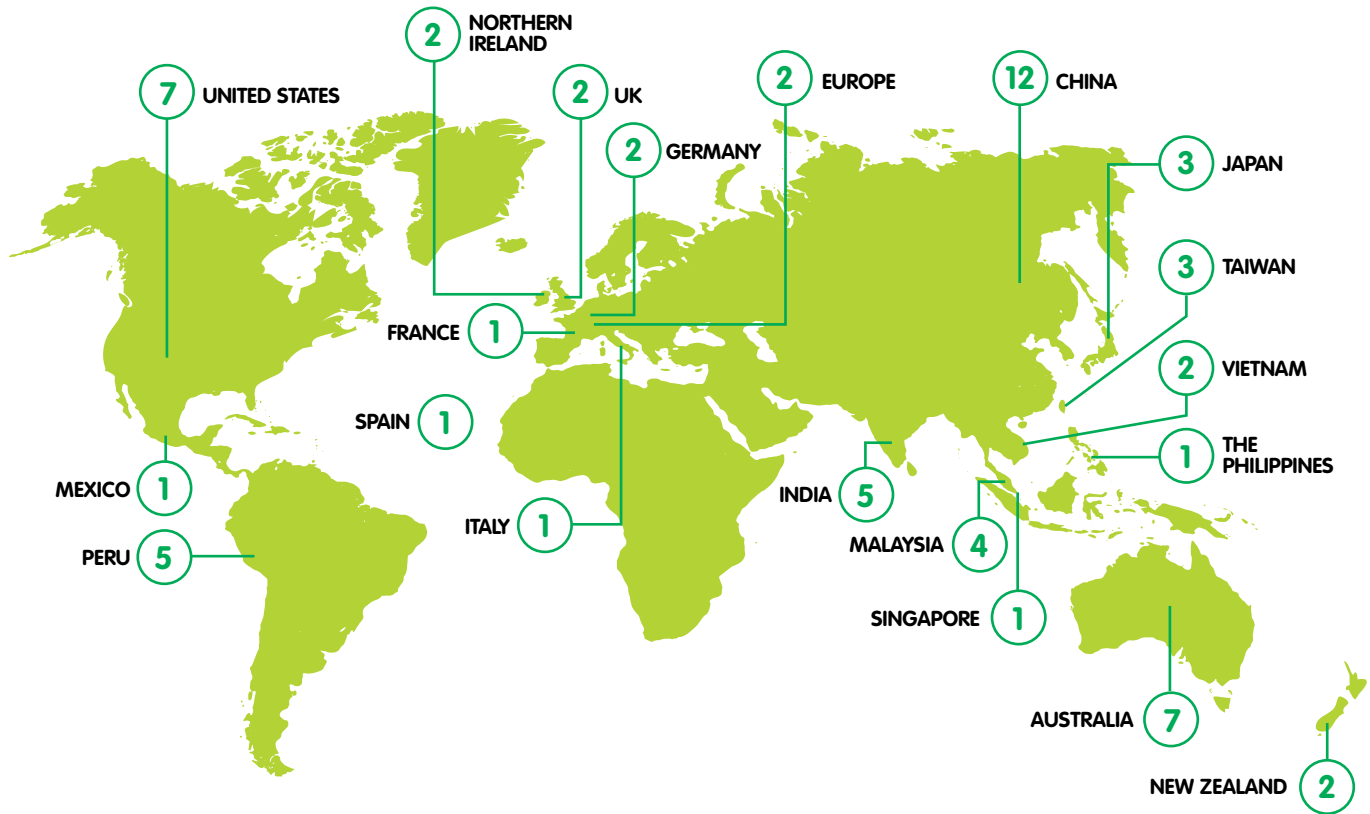 2 NORTHERN
IRELAND
7 UNITED STATES
2 UK
2 EUROPE
12 CHINA
2 GERMANY
3 JAPAN
3 TAIWAN
FRANCE 1
2 VIETNAM
SPAIN 1
1 THE
PHILIPPINES
MEXICO 1
INDIA 5
ITALY 1
MALAYSIA 4
PERU 5
SINGAPORE 1
AUSTRALIA 7
NEW ZEALAND 2